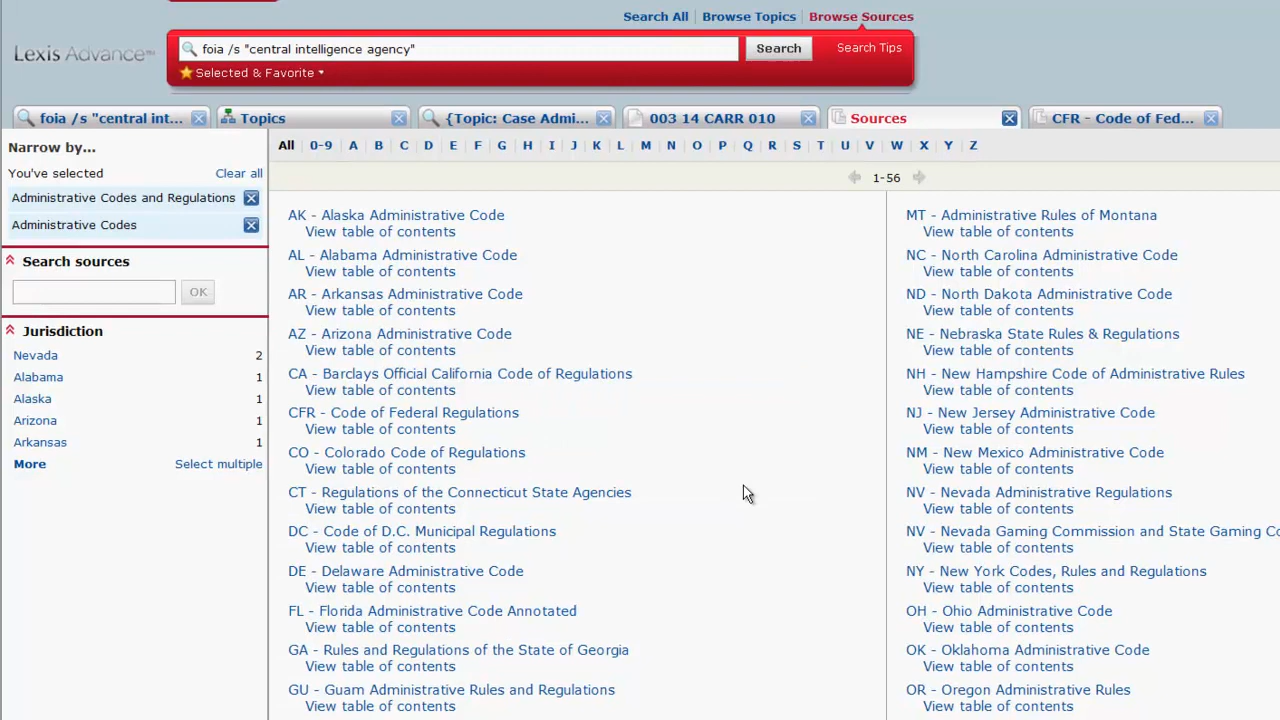 Search All Browse Topics Browse Sources
Lexis Advance™
foia /s "central intelligence agency" Search Search Tips
Selected & Favorite
foia /s "central int... Topics {Topic: Case Admi... 003 14 CARR 010 Sources CFR - Code of Fed...
Narrow by...
You've selected Clear all
Administrative Codes and Regulations
Administrative Codes
Search sources
OK
Jurisdiction
Nevada 2
Alabama 1
Alaska 1
Arizona 1
Arkansas 1
More Select multiple
All 0-9 A B C D E F G H I J K L M N O P Q R S T U V W X Y Z
1-56
AK - Alaska Administrative Code
View table of contents
AL - Alabama Administrative Code
View table of contents
AR - Arkansas Administrative Code
View table of contents
AZ - Arizona Administrative Code
View table of contents
CA - Barclays Official California Code of Regulations
View table of contents
CFR - Code of Federal Regulations
View table of contents
CO - Colorado Code of Regulations
View table of contents
CT - Regulations of the Connecticut State Agencies
View table of contents
DC - Code of D.C. Municipal Regulations
View table of contents
DE - Delaware Administrative Code
View table of contents
FL - Florida Administrative Code Annotated
View table of contents
GA - Rules and Regulations of the State of Georgia
View table of contents
GU - Guam Administrative Rules and Regulations
View table of contents
MT - Administrative Rules of Montana
View table of contents
NC - North Carolina Administrative Code
View table of contents
ND - North Dakota Administrative Code
View table of contents
NE - Nebraska State Rules & Regulations
View table of contents
NH - New Hampshire Code of Administrative Rules
View table of contents
NJ - New Jersey Administrative Code
View table of contents
NM - New Mexico Administrative Code
View table of contents
NV - Nevada Administrative Regulations
View table of contents
NV - Nevada Gaming Commission and State Gaming Co
View table of contents
NY - New York Codes, Rules and Regulations
View table of contents
OH - Ohio Administrative Code
View table of contents
OK - Oklahoma Administrative Code
View table of contents
OR - Oregon Administrative Rules
View table of contents